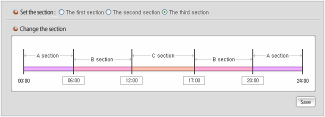 Set the section : The first section The second section The third section
Change the section
A section B section C section B section A section
00:00 06:00 12:00 17:00 20:00 24:00
Save